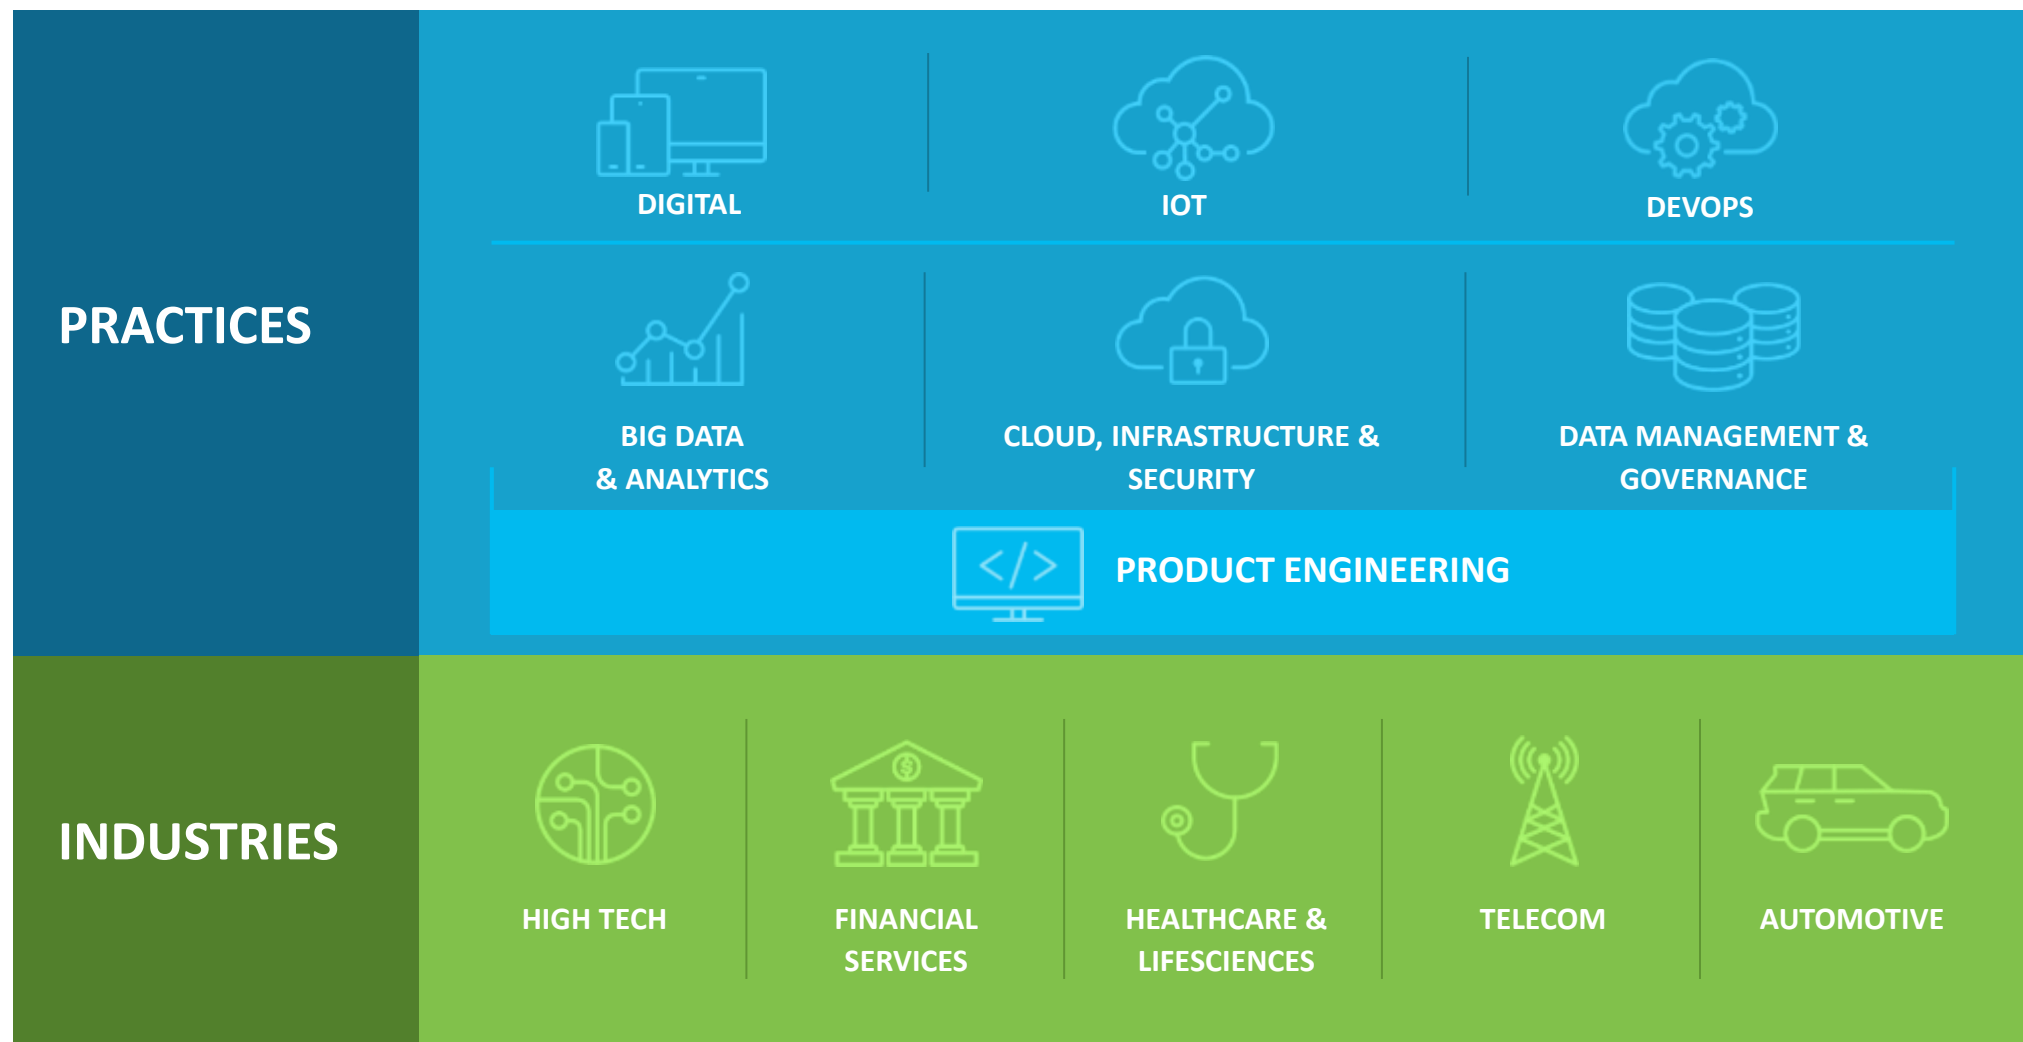 PRACTICES
DIGITAL
IOT
DEVOPS
BIG DATA
& ANALYTICS
CLOUD, INFRASTRUCTURE &
SECURITY
DATA MANAGEMENT &
GOVERNANCE
</>
PRODUCT ENGINEERING
INDUSTRIES
$
HIGH TECH
FINANCIAL
SERVICES
HEALTHCARE &
LIFESCIENCES
TELECOM
AUTOMOTIVE